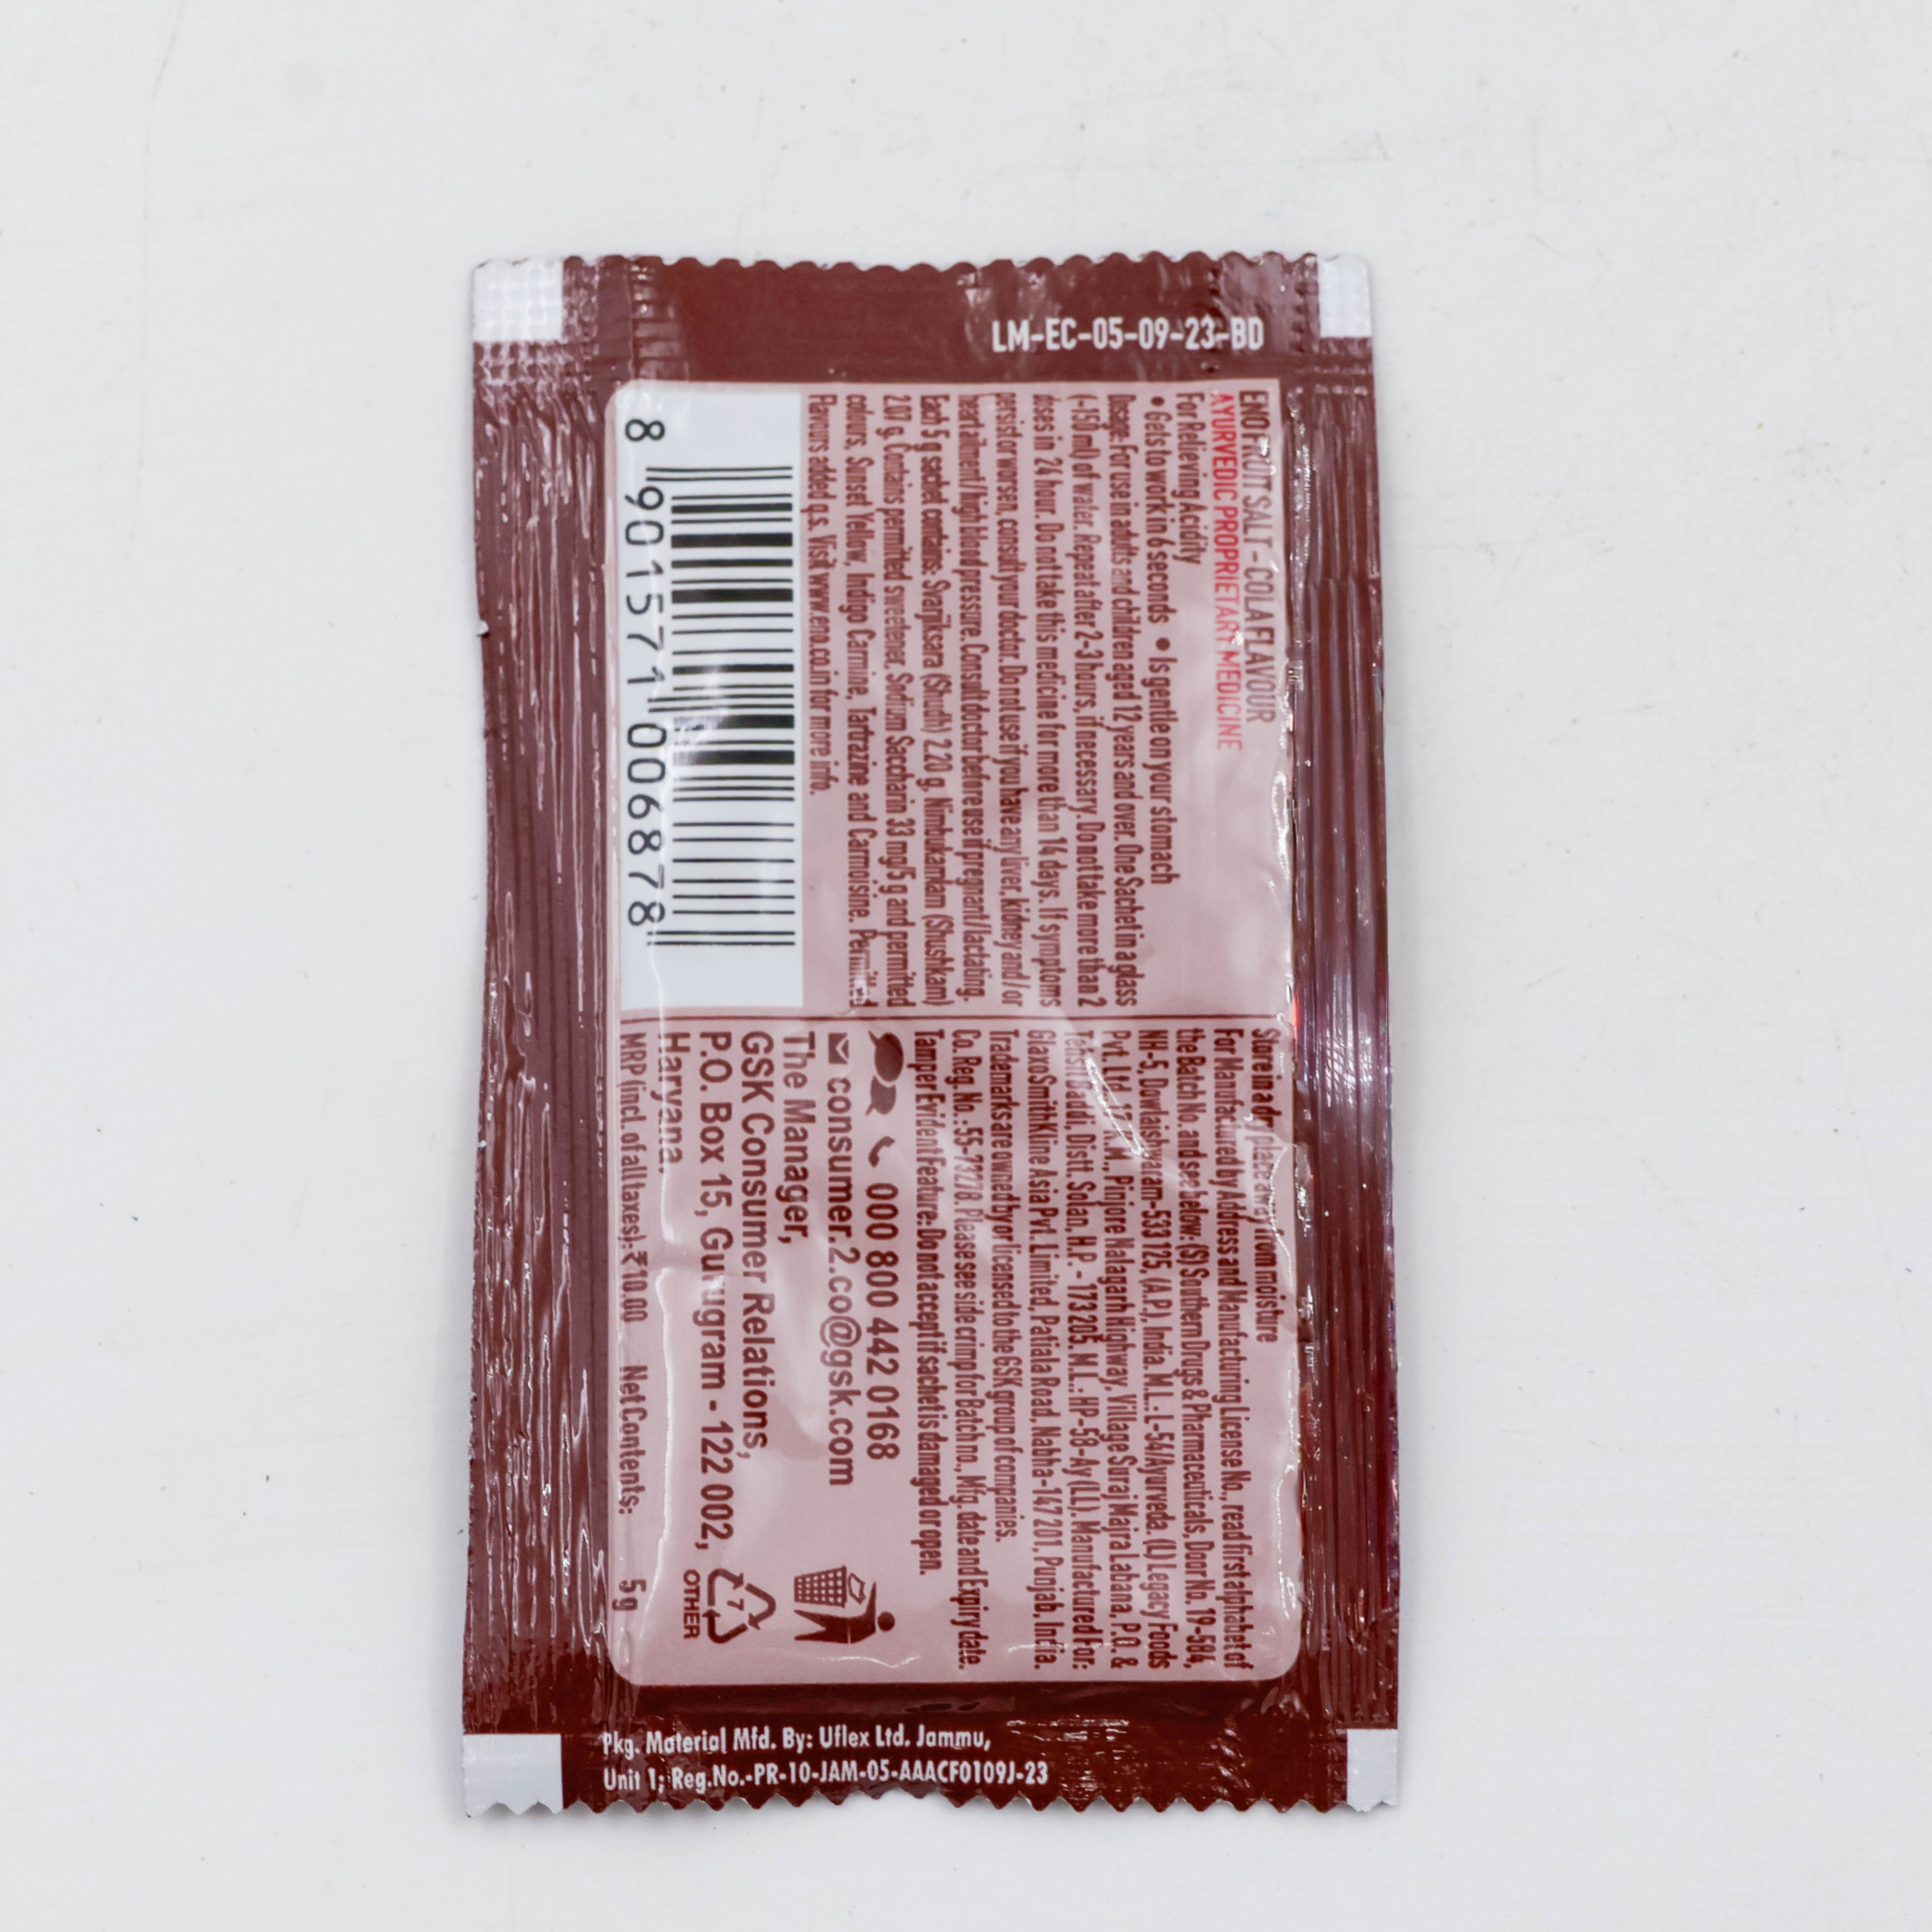 LM-EC-05-09-23-BD
ENO FRUIT SALT-COLA FLAVOUR
AYURVEDIC PROPRIETARY MEDICINE
For Relieving Acidity
• Gets to work in 6 seconds • Is gentle on your stomach
Dosage: For use in adults and children aged 12 years and over. One Sachet in a glass
(~150 ml) of water. Repeat after 2-3 hours, if necessary. Do not take more than 2
doses in 24 hour. Do not take this medicine for more than 14 days. If symptoms
persist or worsen, consult your doctor. Do not use if you have any liver, kidney and / or
heart ailment / high blood pressure. Consult doctor before use if pregnant / lactating.
Each 5 g sachet contains: Svarjiksara (Shudh) 2.20 g, Nimbukamlam (Shushkam)
2.07 g. Contains permitted sweetener, Sodium Saccharin 33 mg/5 g and permitted
colours, Sunset Yellow, Indigo Carmine, Tartrazine and Carmoisine. Permitted
Flavours added q.s. Visit www.eno.co.in for more info.
8 901571 006878
Store in a dry place away from moisture
For Manufactured by Address and Manufacturing License No., read first alphabet of
the Batch No. and see below: (S) Southern Drugs & Pharmaceuticals, Door No. 19-584,
NH-5, Dowlaishwaram-533 125, (A.P.), India. M.L.: L-54/Ayurveda. (L) Legacy Foods
Pvt. Ltd. 17 K.M., Pinjore Nalagarh Highway, Village Suraj Majra Labana, P.O. &
Tehsil Baddi, Distt. Solan, H.P. - 173 205. M.L.: HP-58-Ay (LL). Manufactured For:
GlaxoSmithKline Asia Pvt. Limited, Patiala Road, Nabha-147 201, Punjab, India.
Trademarks are owned by or licensed to the GSK group of companies.
Co. Reg. No.: 55-73278. Please see side crimp for Batch no., Mfg. date and Expiry date.
Tamper Evident Feature: Do not accept if sachet is damaged or open.
000 800 442 0168
consumer.2.co@gsk.com
The Manager,
GSK Consumer Relations,
P.O. Box 15, Gurugram - 122 002,
Haryana.
7
OTHER
MRP (incl. of all taxes): ₹ 10.00 Net Contents: 5 g
Pkg. Material Mfd. By: Uflex Ltd. Jammu,
Unit 1; Reg.No.-PR-10-JAM-05-AAACF0109J-23